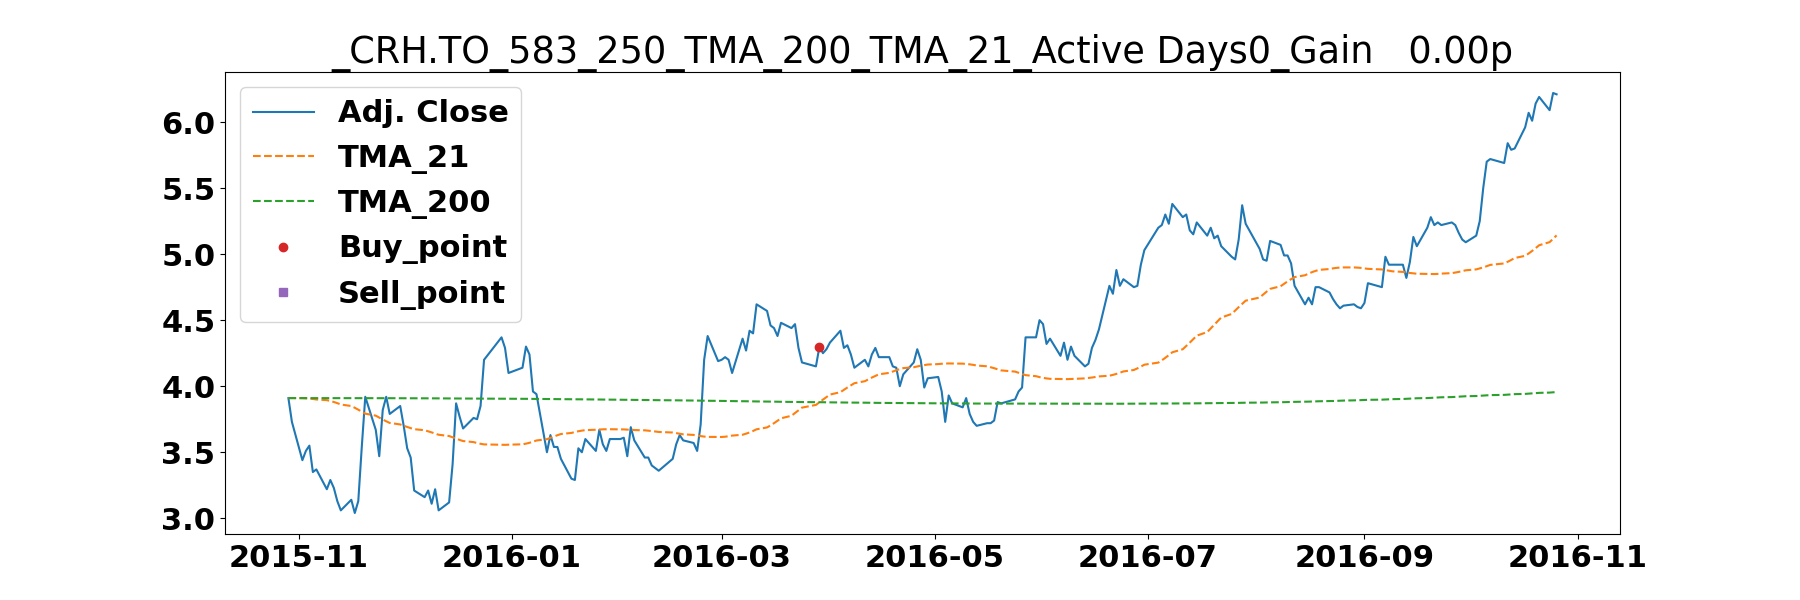 _CRH.TO_583_250_TMA_200_TMA_21_Active Days0_Gain   0.00p
Adj. Close
TMA_21
TMA_200
Buy_point
Sell_point
6.0
5.5
5.0
4.5
4.0
3.5
3.0
2015-11 2016-01 2016-03 2016-05 2016-07 2016-09 2016-11